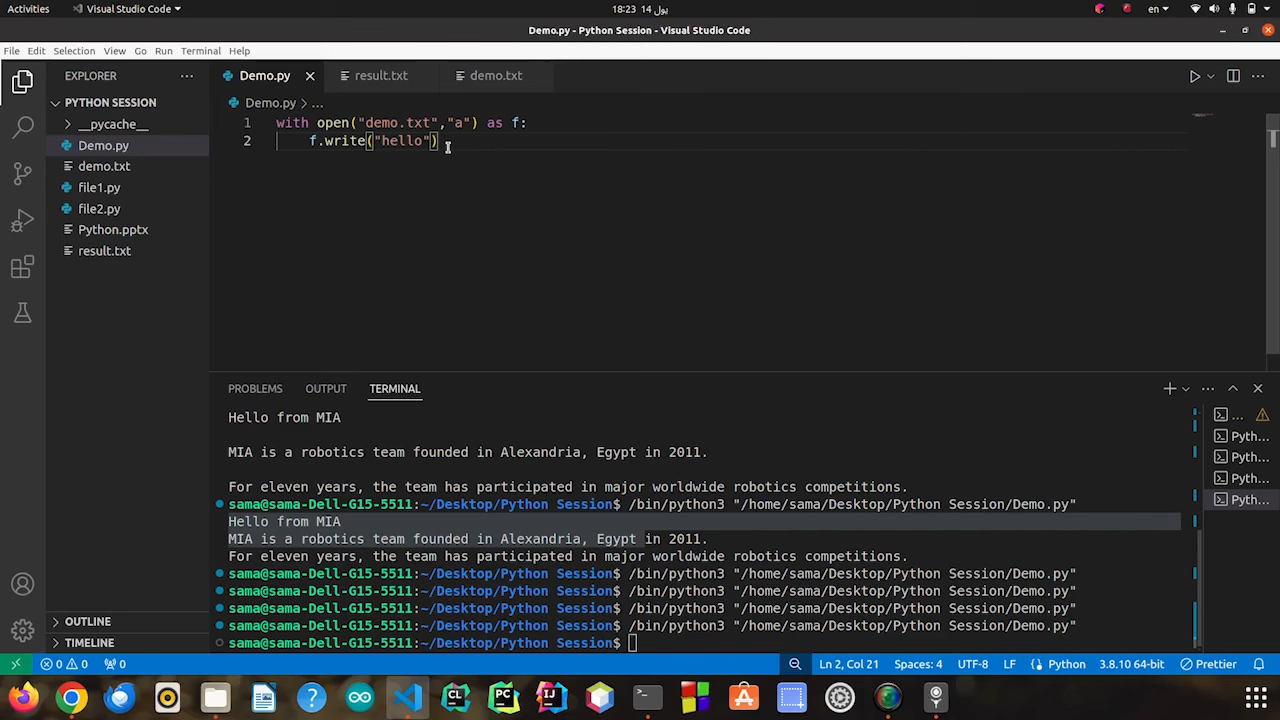 Activities Visual Studio Code 18:23 14 يول en
Demo.py - Python Session - Visual Studio Code
File Edit Selection View Go Run Terminal Help
EXPLORER ... Demo.py result.txt demo.txt
PYTHON SESSION Demo.py > ...
__pycache__
Demo.py
demo.txt
file1.py
file2.py
Python.pptx
result.txt
1 with open("demo.txt","a") as f:
2 f.write("hello")
PROBLEMS OUTPUT TERMINAL
Hello from MIA
MIA is a robotics team founded in Alexandria, Egypt in 2011.
For eleven years, the team has participated in major worldwide robotics competitions.
sama@sama-Dell-G15-5511:~/Desktop/Python Session$ /bin/python3 "/home/sama/Desktop/Python Session/Demo.py"
Hello from MIA
MIA is a robotics team founded in Alexandria, Egypt in 2011.
For eleven years, the team has participated in major worldwide robotics competitions.
sama@sama-Dell-G15-5511:~/Desktop/Python Session$ /bin/python3 "/home/sama/Desktop/Python Session/Demo.py"
sama@sama-Dell-G15-5511:~/Desktop/Python Session$ /bin/python3 "/home/sama/Desktop/Python Session/Demo.py"
sama@sama-Dell-G15-5511:~/Desktop/Python Session$ /bin/python3 "/home/sama/Desktop/Python Session/Demo.py"
sama@sama-Dell-G15-5511:~/Desktop/Python Session$ /bin/python3 "/home/sama/Desktop/Python Session/Demo.py"
sama@sama-Dell-G15-5511:~/Desktop/Python Session$
...
Pyth...
Pyth...
Pyth...
Pyth...
OUTLINE
TIMELINE
0 0 0 Ln 2, Col 21 Spaces: 4 UTF-8 LF Python 3.8.10 64-bit Prettier
CL PC IJ